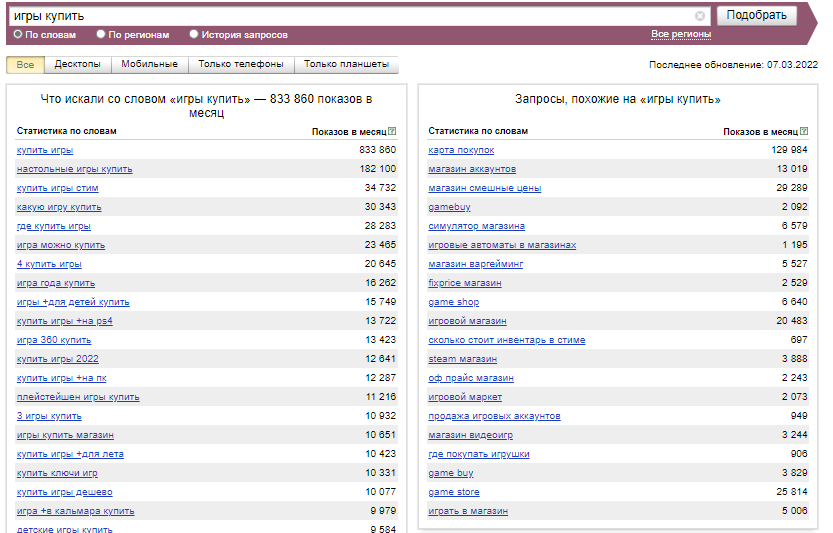 игры купить
Подобрать
По словам По регионам История запросов Все регионы
Все Десктопы Мобильные Только телефоны Только планшеты
Последнее обновление: 07.03.2022
Что искали со словом «игры купить» — 833 860 показов в
месяц
Статистика по словам Показов в месяц ?
купить игры 833 860
настольные игры купить 182 100
купить игры стим 34 732
какую игру купить 30 343
где купить игры 28 283
игра можно купить 23 465
4 купить игры 20 645
игра года купить 16 262
игры +для детей купить 15 749
купить игры +на ps4 13 722
игра 360 купить 13 423
купить игры 2022 12 641
купить игры +на пк 12 287
плейстейшен игры купить 11 216
3 игры купить 10 932
игры купить магазин 10 651
купить игры +для лета 10 423
купить ключи игр 10 331
купить игры дешево 10 077
игра +в кальмара купить 9 979
детские игры купить 9 584
Запросы, похожие на «игры купить»
Статистика по словам Показов в месяц ?
карта покупок 129 984
магазин аккаунтов 13 019
магазин смешные цены 29 289
gamebuy 2 092
симулятор магазина 6 579
игровые автоматы в магазинах 1 195
магазин варгейминг 5 527
fixprice магазин 2 529
game shop 6 640
игровой магазин 20 483
сколько стоит инвентарь в стиме 697
steam магазин 3 888
оф прайс магазин 2 243
игровой маркет 2 073
продажа игровых аккаунтов 949
магазин видеоигр 3 244
где покупать игрушки 906
game buy 3 829
game store 25 814
играть в магазин 5 006